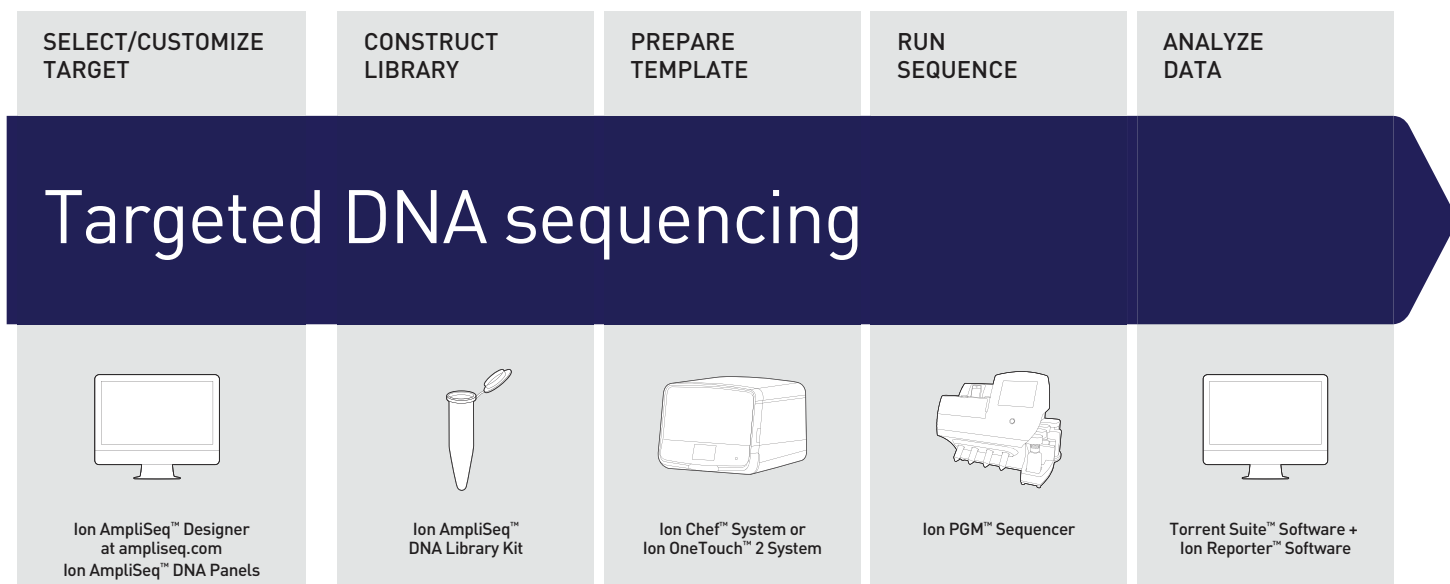 SELECT/CUSTOMIZE
TARGET
CONSTRUCT
LIBRARY
PREPARE
TEMPLATE
RUN
SEQUENCE
ANALYZE
DATA
Targeted DNA sequencing
Ion AmpliSeq™ Designer
at ampliseq.com
Ion AmpliSeq™ DNA Panels
Ion AmpliSeq™
DNA Library Kit
Ion Chef™ System or
Ion OneTouch™ 2 System
Ion PGM™ Sequencer
Torrent Suite™ Software +
Ion Reporter™ Software